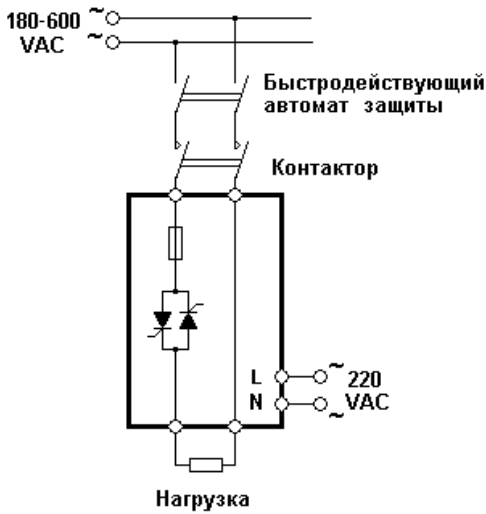 180-600 ~
VAC ~
Быстродействующий
автомат защиты
Контактор
L ~ 220
N ~ VAC
Нагрузка